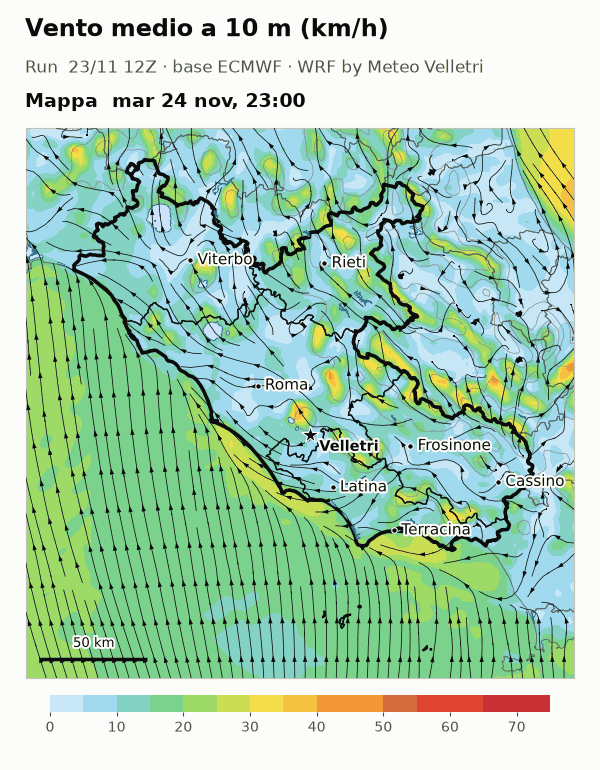 Vento medio a 10 m (km/h)
Run  23/11 12Z · base ECMWF · WRF by Meteo Velletri
Mappa  mar 24 nov, 23:00
Viterbo
Rieti
Roma
Velletri
Frosinone
Cassino
Latina
Terracina
50 km
0 10 20 30 40 50 60 70